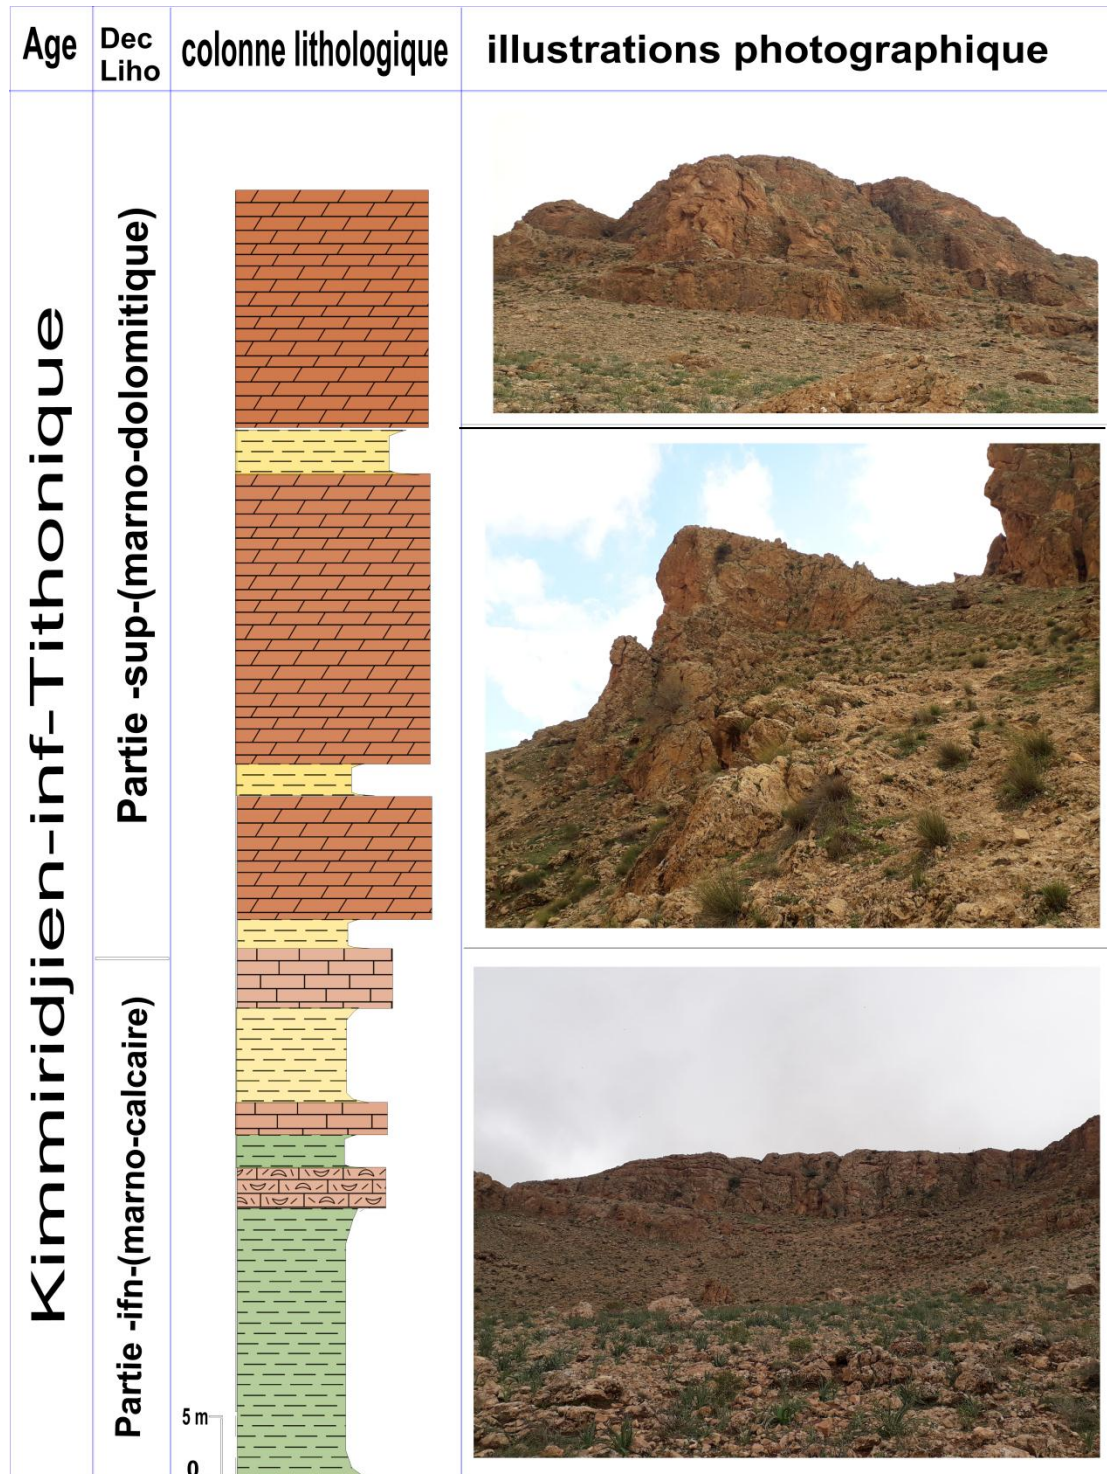 Age
Dec
Liho
colonne lithologique
illustrations photographique
Kimmiridjien-inf-Tithonique
Partie -sup-(marno-dolomitique)
Partie -ifn-(marno-calcaire)
5 m
0